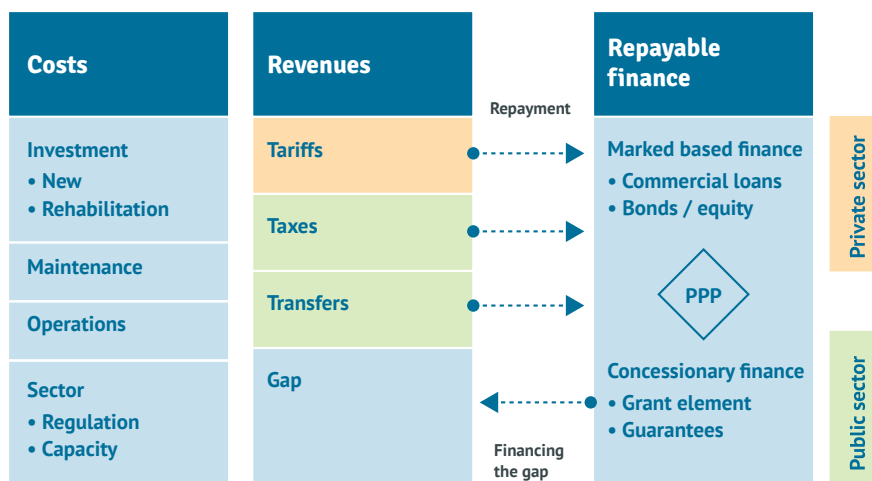 Costs
Investment
• New
• Rehabilitation
Maintenance
Operations
Sector
• Regulation
• Capacity
Revenues
Tariffs
Taxes
Transfers
Gap
Repayment
Financing
the gap
Repayable
finance
Marked based finance
• Commercial loans
• Bonds / equity
PPP
Concessionary finance
• Grant element
• Guarantees
Private sector
Public sector